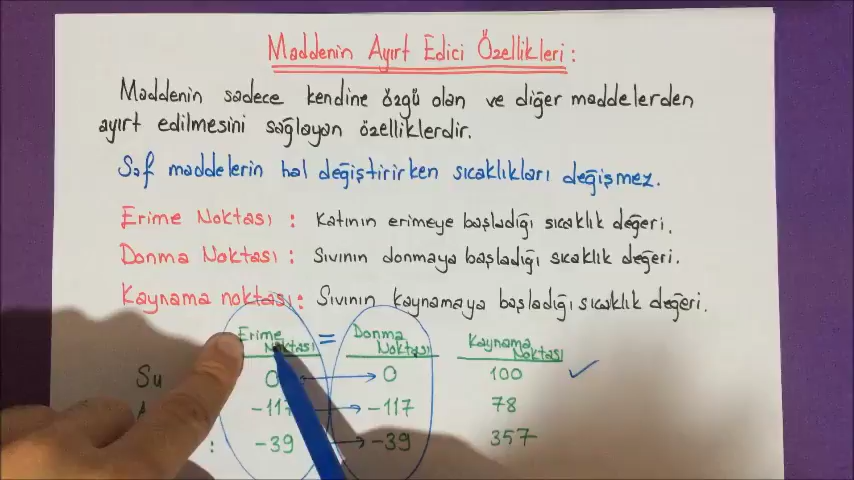 Maddenin Ayırt Edici Özellikleri:
Maddenin sadece kendine özgü olan ve diğer maddelerden
ayırt edilmesini sağlayan özelliklerdir.
Saf maddelerin hal değiştirirken sıcaklıkları değişmez.
Erime Noktası : Katının erimeye başladığı sıcaklık değeri.
Donma Noktası : Sıvının donmaya başladığı sıcaklık değeri.
Kaynama noktası : Sıvının kaynamaya başladığı sıcaklık değeri.
Erime Noktası = Donma Noktası Kaynama Noktası
Su 0 ↔ 0 100 ✓
-117 → -117 78
: -39 → -39 357